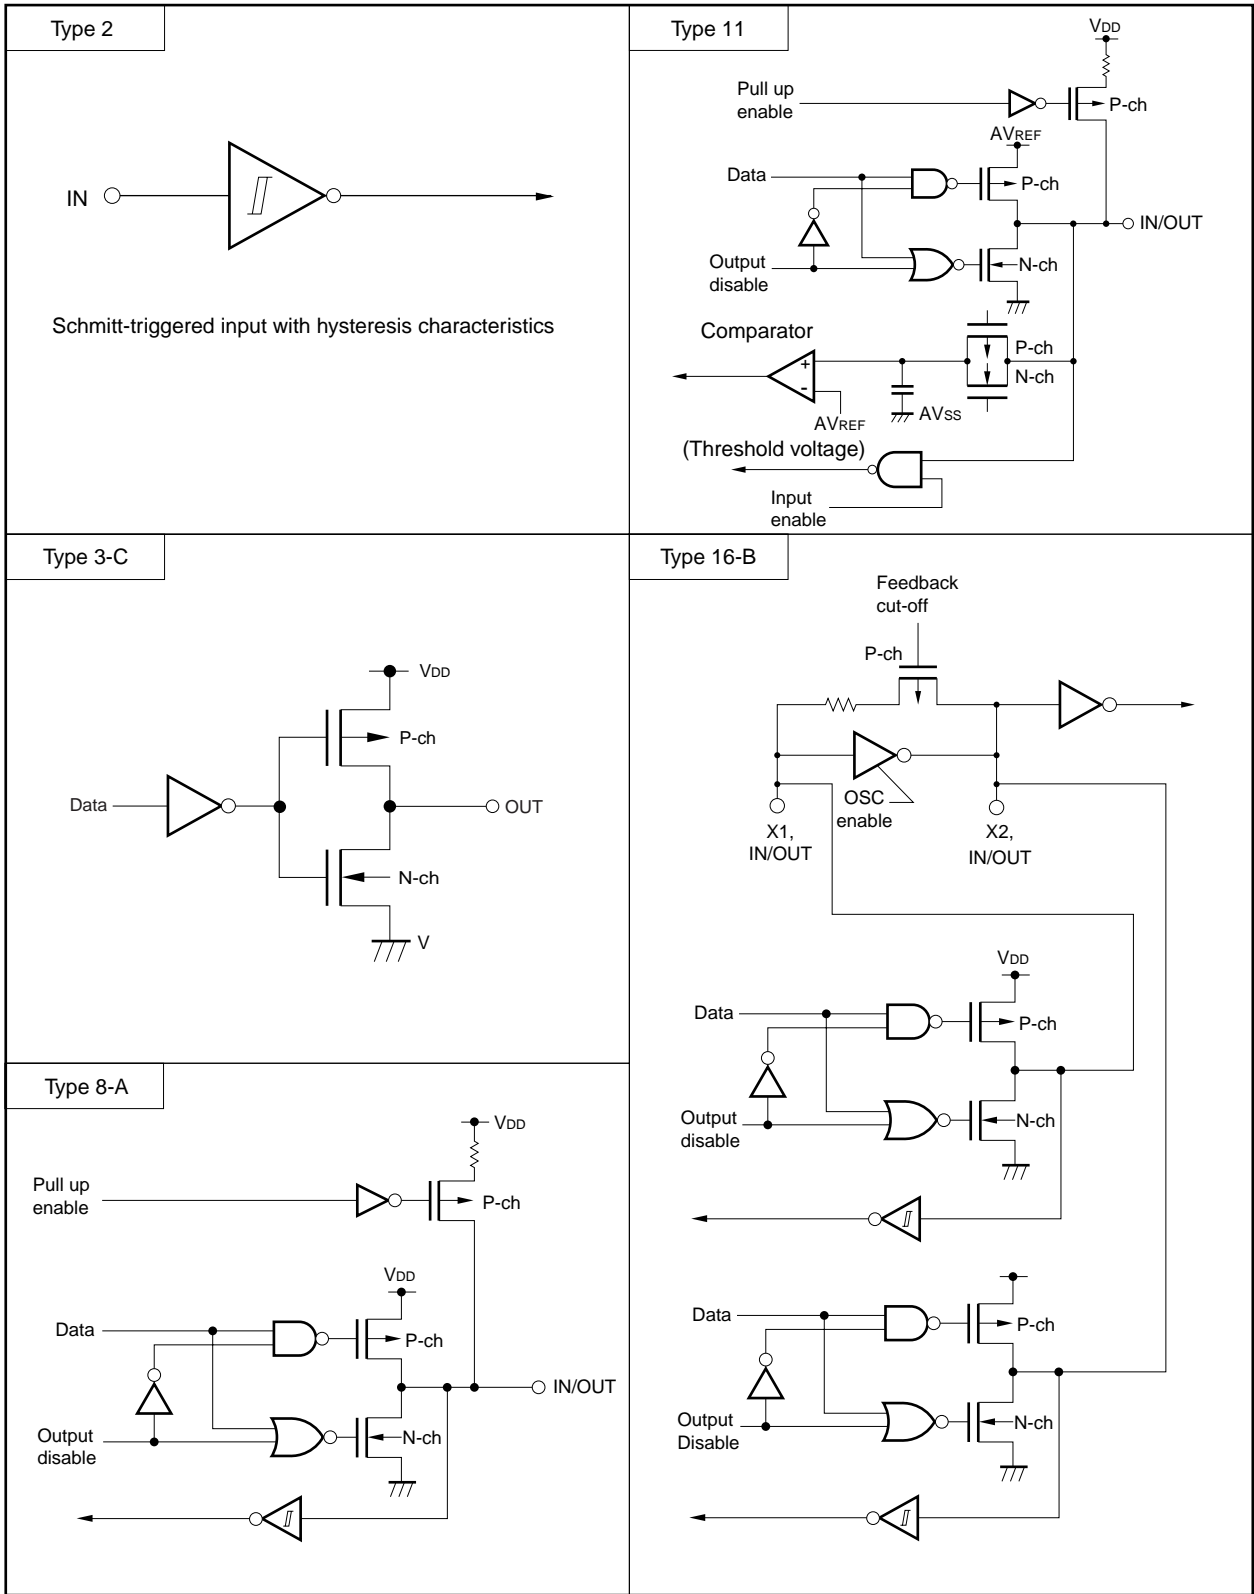 Type 2
IN
Schmitt-triggered input with hysteresis characteristics
Type 11
VDD
Pull up
enable
P-ch
AVREF
Data
P-ch
IN/OUT
Output
disable
N-ch
Comparator
P-ch
N-ch
+
-
AVSS
AVREF
(Threshold voltage)
Input
enable
Type 3-C
VDD
P-ch
Data
OUT
N-ch
V
Type 8-A
VDD
Pull up
enable
P-ch
VDD
Data
P-ch
IN/OUT
Output
disable
N-ch
Type 16-B
Feedback
cut-off
P-ch
OSC
enable
X1,
IN/OUT
X2,
IN/OUT
VDD
Data
P-ch
Output
disable
N-ch
Data
P-ch
Output
Disable
N-ch